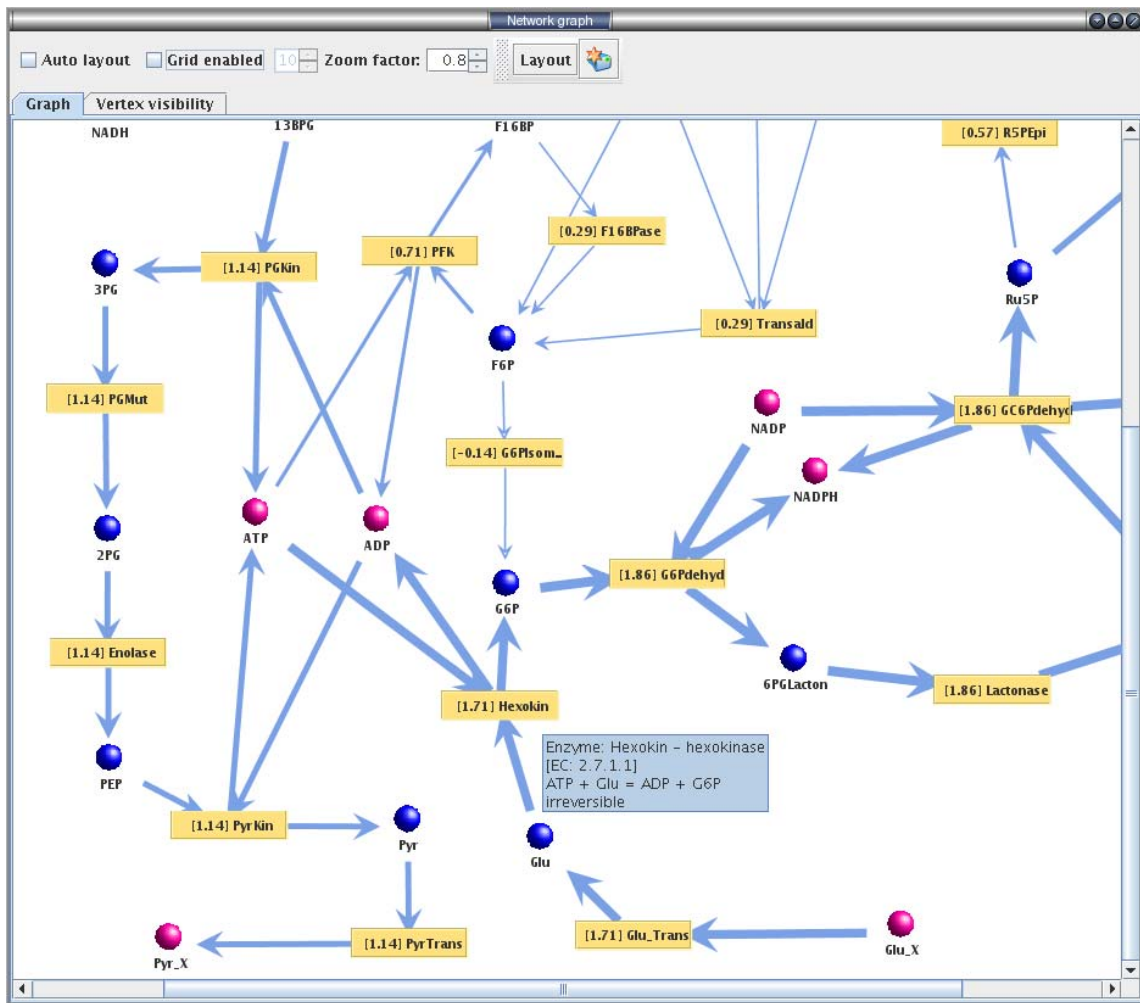 Network graph
Auto layout Grid enabled 10 Zoom factor: 0.8 Layout
Graph Vertex visibility
NADH
13BPG
F16BP
[0.57] R5PEpi
[0.29] F16BPase
[0.71] PFK
[1.14] PGKin
3PG
Ru5P
[0.29] Transald
F6P
[1.14] PGMut
[1.86] GC6Pdehyd
NADP
[-0.14] G6PIsom...
NADPH
ATP
ADP
2PG
[1.86] G6Pdehyd
G6P
[1.14] Enolase
6PGLacton
[1.86] Lactonase
[1.71] Hexokin
Enzyme: Hexokin - hexokinase
[EC: 2.7.1.1]
ATP + Glu = ADP + G6P
irreversible
PEP
[1.14] PyrKin
Pyr
Glu
[1.71] Glu_Trans
[1.14] PyrTrans
Glu_X
Pyr_X